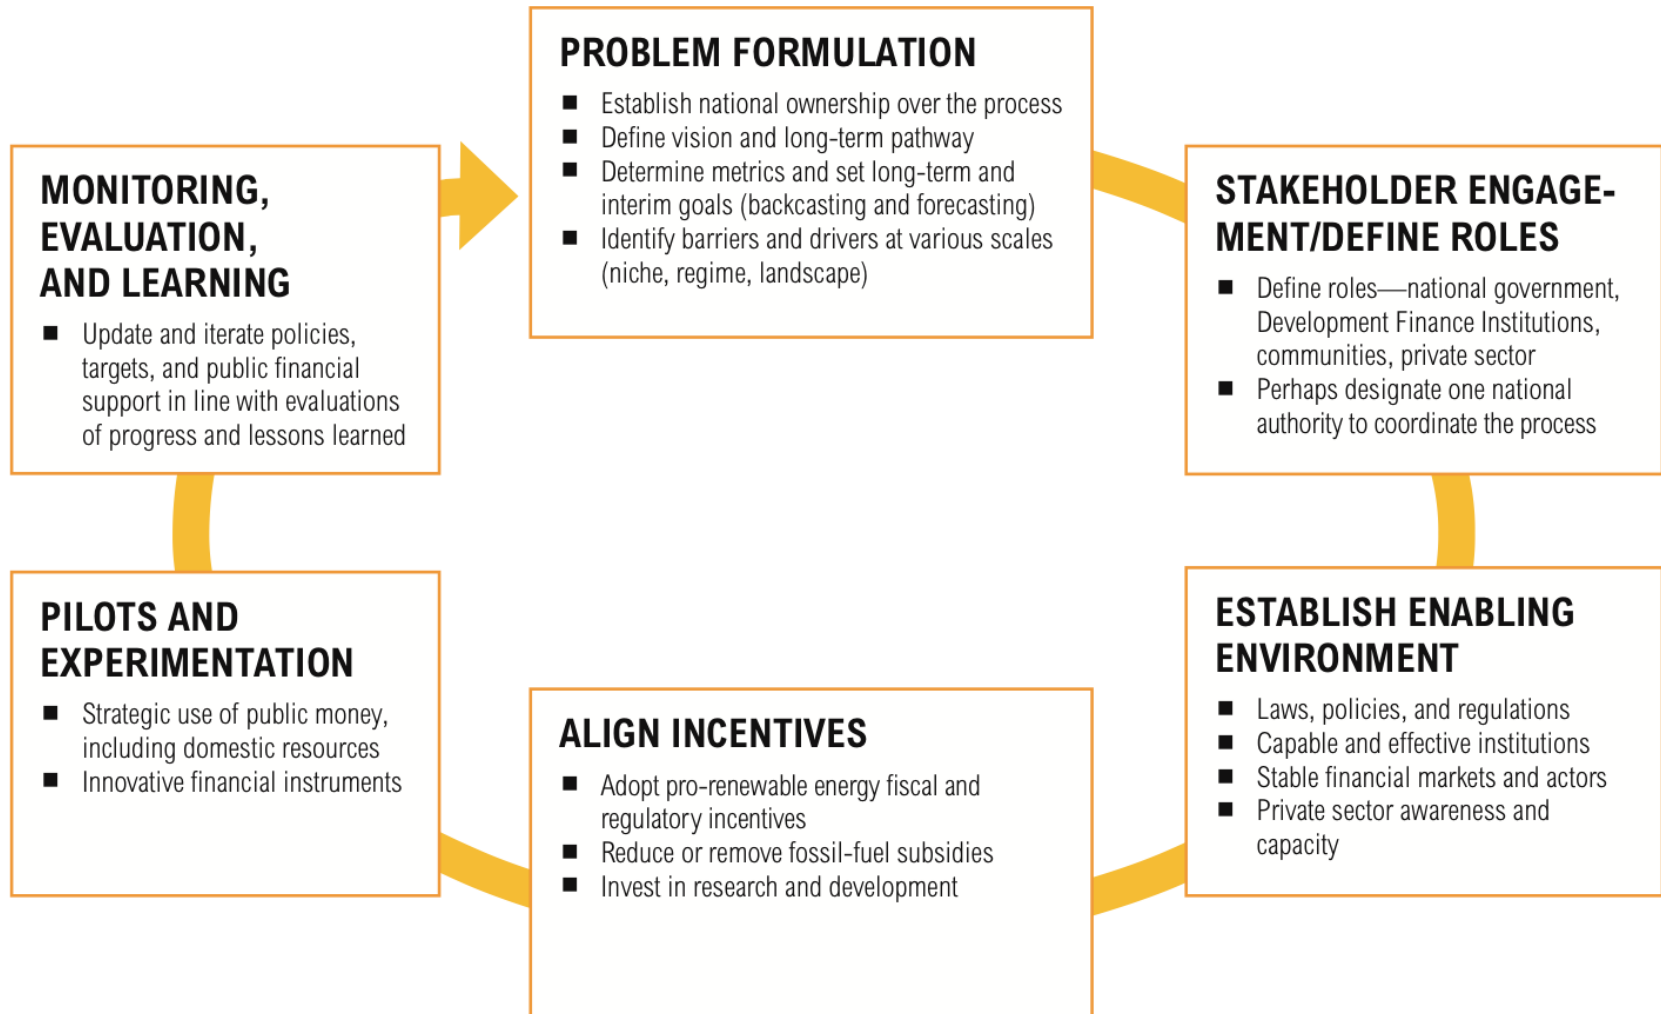 PROBLEM FORMULATION
■ Establish national ownership over the process
■ Define vision and long-term pathway
■ Determine metrics and set long-term and
interim goals (backcasting and forecasting)
■ Identify barriers and drivers at various scales
(niche, regime, landscape)
STAKEHOLDER ENGAGE-
MENT/DEFINE ROLES
■ Define roles—national government,
Development Finance Institutions,
communities, private sector
■ Perhaps designate one national
authority to coordinate the process
ESTABLISH ENABLING
ENVIRONMENT
■ Laws, policies, and regulations
■ Capable and effective institutions
■ Stable financial markets and actors
■ Private sector awareness and
capacity
ALIGN INCENTIVES
■ Adopt pro-renewable energy fiscal and
regulatory incentives
■ Reduce or remove fossil-fuel subsidies
■ Invest in research and development
PILOTS AND
EXPERIMENTATION
■ Strategic use of public money,
including domestic resources
■ Innovative financial instruments
MONITORING,
EVALUATION,
AND LEARNING
■ Update and iterate policies,
targets, and public financial
support in line with evaluations
of progress and lessons learned